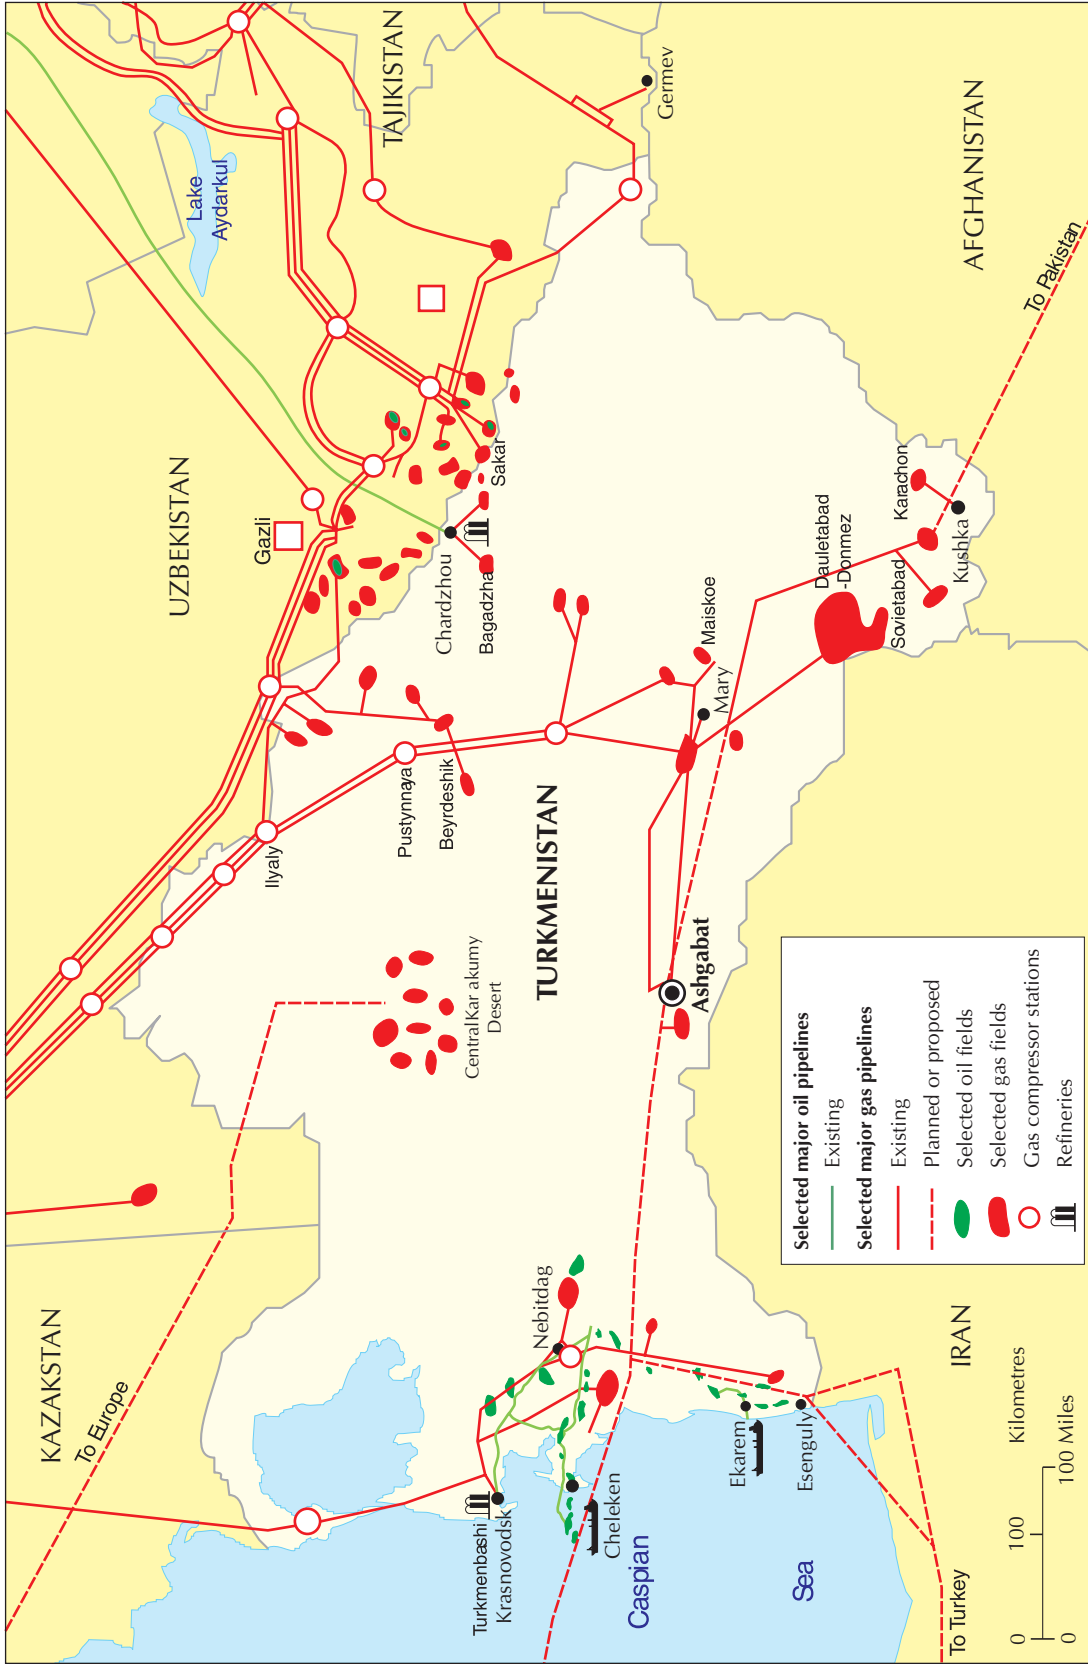 KAZAKSTAN
To Europe
UZBEKISTAN
Gazli
Lake
Aydarkul
TAJIKISTAN
Germev
AFGHANISTAN
To Pakistan
Ilyaly
Pustynnaya
Beyrdeshik
Chardzhou
Bagadzha
Sakar
Central Kar akumy
Desert
TURKMENISTAN
Maiskoe
Mary
Dauletabad
-Donmez
Sovietabad
Karachon
Kushka
Ashgabat
Nebitdag
Turkmenbashi
Krasnovodsk
Cheleken
Ekarem
Esenguly
Caspian
Sea
IRAN
To Turkey
Selected major oil pipelines
Existing
Selected major gas pipelines
Existing
Planned or proposed
Selected oil fields
Selected gas fields
Gas compressor stations
Refineries
0 100 Kilometres
0 100 Miles